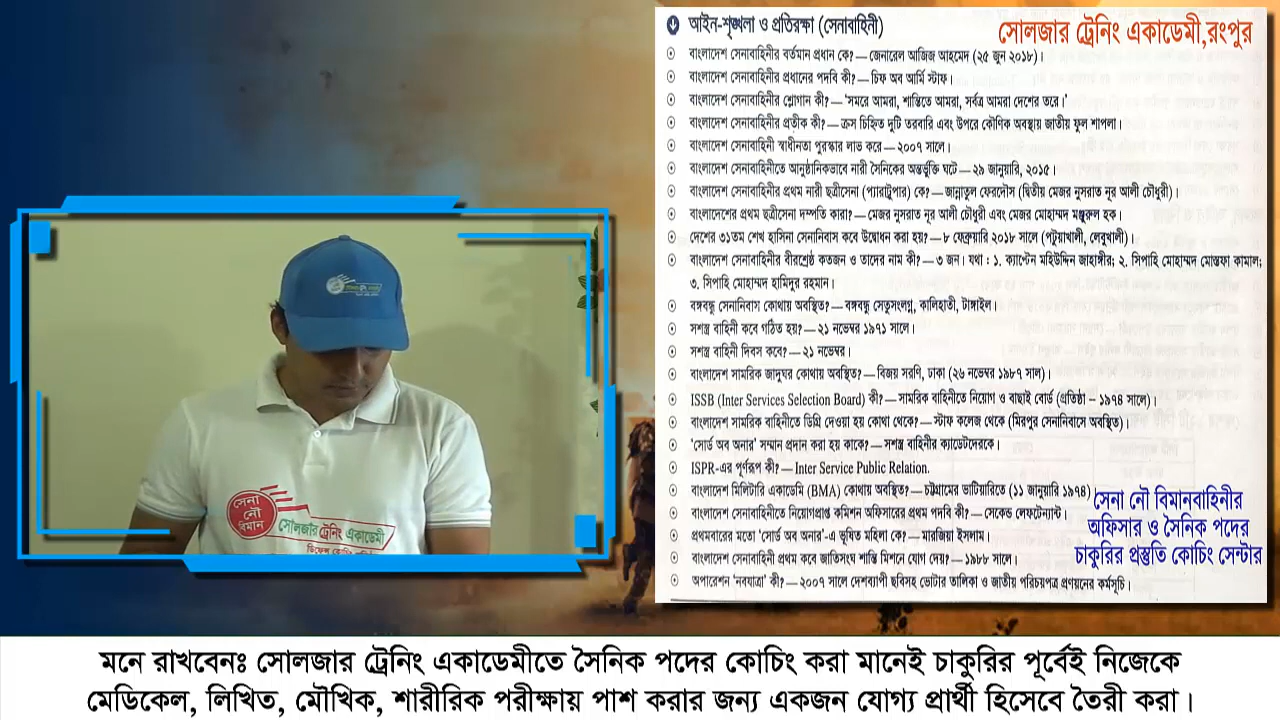 আইন-শৃঙ্খলা ও প্রতিরক্ষা (সেনাবাহিনী)
সোলজার ট্রেনিং একাডেমী,রংপুর
বাংলাদেশ সেনাবাহিনীর বর্তমান প্রধান কে? — জেনারেল আজিজ আহমেদ (২৫ জুন ২০১৮)।
বাংলাদেশ সেনাবাহিনীর প্রধানের পদবি কী? — চিফ অব আর্মি স্টাফ।
বাংলাদেশ সেনাবাহিনীর শ্লোগান কী? — ‘সমরে আমরা, শান্তিতে আমরা, সর্বত্র আমরা দেশের তরে।’
বাংলাদেশ সেনাবাহিনীর প্রতীক কী? — ক্রস চিহ্নিত দুটি তরবারি এবং উপরে কৌণিক অবস্থায় জাতীয় ফুল শাপলা।
বাংলাদেশ সেনাবাহিনী স্বাধীনতা পুরস্কার লাভ করে — ২০০৭ সালে।
বাংলাদেশ সেনাবাহিনীতে আনুষ্ঠানিকভাবে নারী সৈনিকের অন্তর্ভুক্তি ঘটে — ২৯ জানুয়ারি, ২০১৫।
বাংলাদেশ সেনাবাহিনীর প্রথম নারী ছত্রীসেনা (প্যারাট্রুপার) কে? — জান্নাতুল ফেরদৌস (দ্বিতীয় মেজর নুসরাত নূর আলী চৌধুরী)।
বাংলাদেশের প্রথম ছত্রীসেনা দম্পতি কারা? — মেজর নুসরাত নূর আলী চৌধুরী এবং মেজর মোহাম্মদ মঞ্জুরুল হক।
দেশের ৩১তম শেখ হাসিনা সেনানিবাস কবে উদ্বোধন করা হয়? — ৮ ফেব্রুয়ারি ২০১৮ সালে (পটুয়াখালী, লেবুখালী)।
বাংলাদেশ সেনাবাহিনীর বীরশ্রেষ্ঠ কতজন ও তাদের নাম কী? — ৩ জন। যথা : ১. ক্যাপ্টেন মহিউদ্দিন জাহাঙ্গীর; ২. সিপাহি মোহাম্মদ মোস্তফা কামাল;
৩. সিপাহি মোহাম্মদ হামিদুর রহমান।
বঙ্গবন্ধু সেনানিবাস কোথায় অবস্থিত? — বঙ্গবন্ধু সেতুসংলগ্ন, কালিহাতী, টাঙ্গাইল।
সশস্ত্র বাহিনী কবে গঠিত হয়? — ২১ নভেম্বর ১৯৭১ সালে।
সশস্ত্র বাহিনী দিবস কবে? — ২১ নভেম্বর।
বাংলাদেশ সামরিক জাদুঘর কোথায় অবস্থিত? — বিজয় সরণি, ঢাকা (২৬ নভেম্বর ১৯৮৭ সাল)।
ISSB (Inter Services Selection Board) কী? — সামরিক বাহিনীতে নিয়োগ ও বাছাই বোর্ড (প্রতিষ্ঠা – ১৯৭৪ সালে)।
বাংলাদেশ সামরিক বাহিনীতে ডিগ্রি দেওয়া হয় কোথা থেকে? — স্টাফ কলেজ থেকে (মিরপুর সেনানিবাসে অবস্থিত)।
‘সোর্ড অব অনার’ সম্মান প্রদান করা হয় কাকে? — সশস্ত্র বাহিনীর ক্যাডেটদেরকে।
ISPR-এর পূর্ণরূপ কী? — Inter Service Public Relation.
বাংলাদেশ মিলিটারি একাডেমি (BMA) কোথায় অবস্থিত? — চট্টগ্রামের ভাটিয়ারিতে (১১ জানুয়ারি ১৯৭৪)
বাংলাদেশ সেনাবাহিনীতে নিয়োগপ্রাপ্ত কমিশন অফিসারের প্রথম পদবি কী? — সেকেন্ড লেফটেন্যান্ট।
প্রথমবারের মতো ‘সোর্ড অব অনার’-এ ভূষিত মহিলা কে? — মারজিয়া ইসলাম।
বাংলাদেশ সেনাবাহিনী প্রথম কবে জাতিসংঘ শান্তি মিশনে যোগ দেয়? — ১৯৮৮ সালে।
অপারেশন ‘নবযাত্রা’ কী? — ২০০৭ সালে দেশব্যাপী ছবিসহ ভোটার তালিকা ও জাতীয় পরিচয়পত্র প্রণয়নের কর্মসূচি।
সেনা নৌ বিমানবাহিনীর
অফিসার ও সৈনিক পদের
চাকুরির প্রস্তুতি কোচিং সেন্টার
সেনা
নৌ
বিমান
সোলজার ট্রেনিং একাডেমী
মনে রাখবেনঃ সোলজার ট্রেনিং একাডেমীতে সৈনিক পদের কোচিং করা মানেই চাকুরির পূর্বেই নিজেকে
মেডিকেল, লিখিত, মৌখিক, শারীরিক পরীক্ষায় পাশ করার জন্য একজন যোগ্য প্রার্থী হিসেবে তৈরী করা।